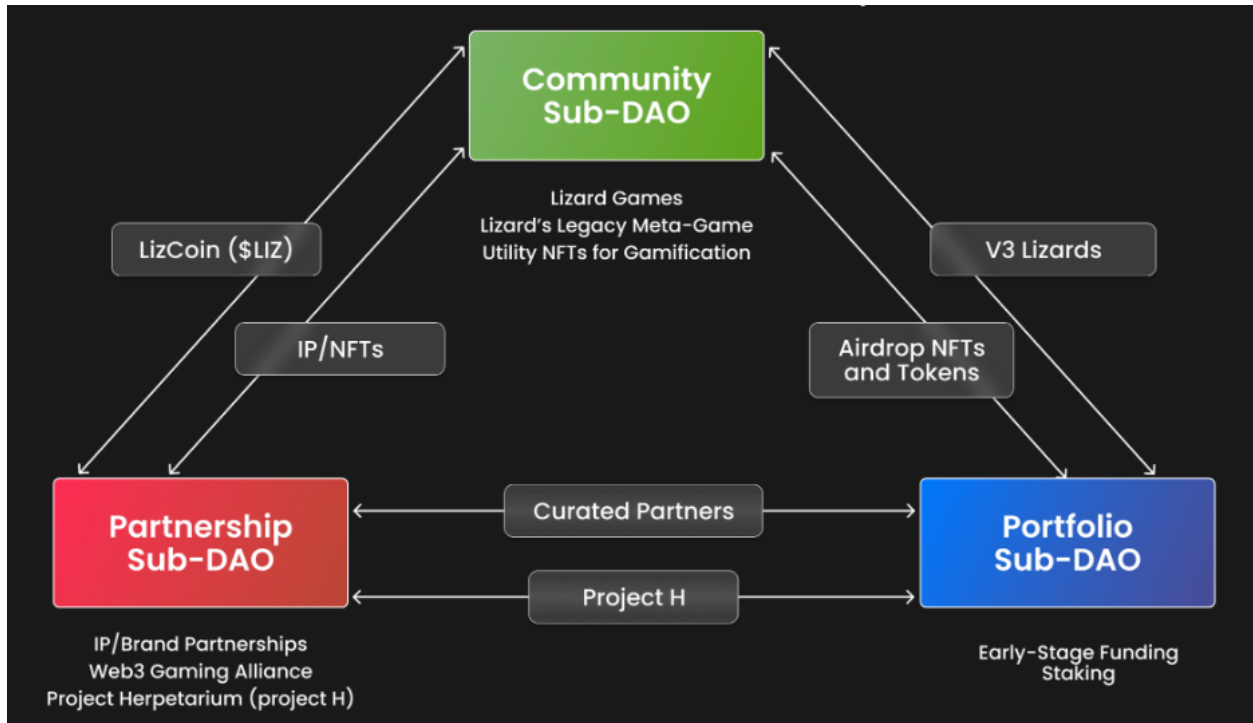 Community
Sub-DAO
Lizard Games
Lizard's Legacy Meta-Game
Utility NFTs for Gamification
LizCoin ($LIZ)
V3 Lizards
IP/NFTs
Airdrop NFTs
and Tokens
Partnership
Sub-DAO
Curated Partners
Project H
Portfolio
Sub-DAO
IP/Brand Partnerships
Web3 Gaming Alliance
Project Herpetarium (project H)
Early-Stage Funding
Staking